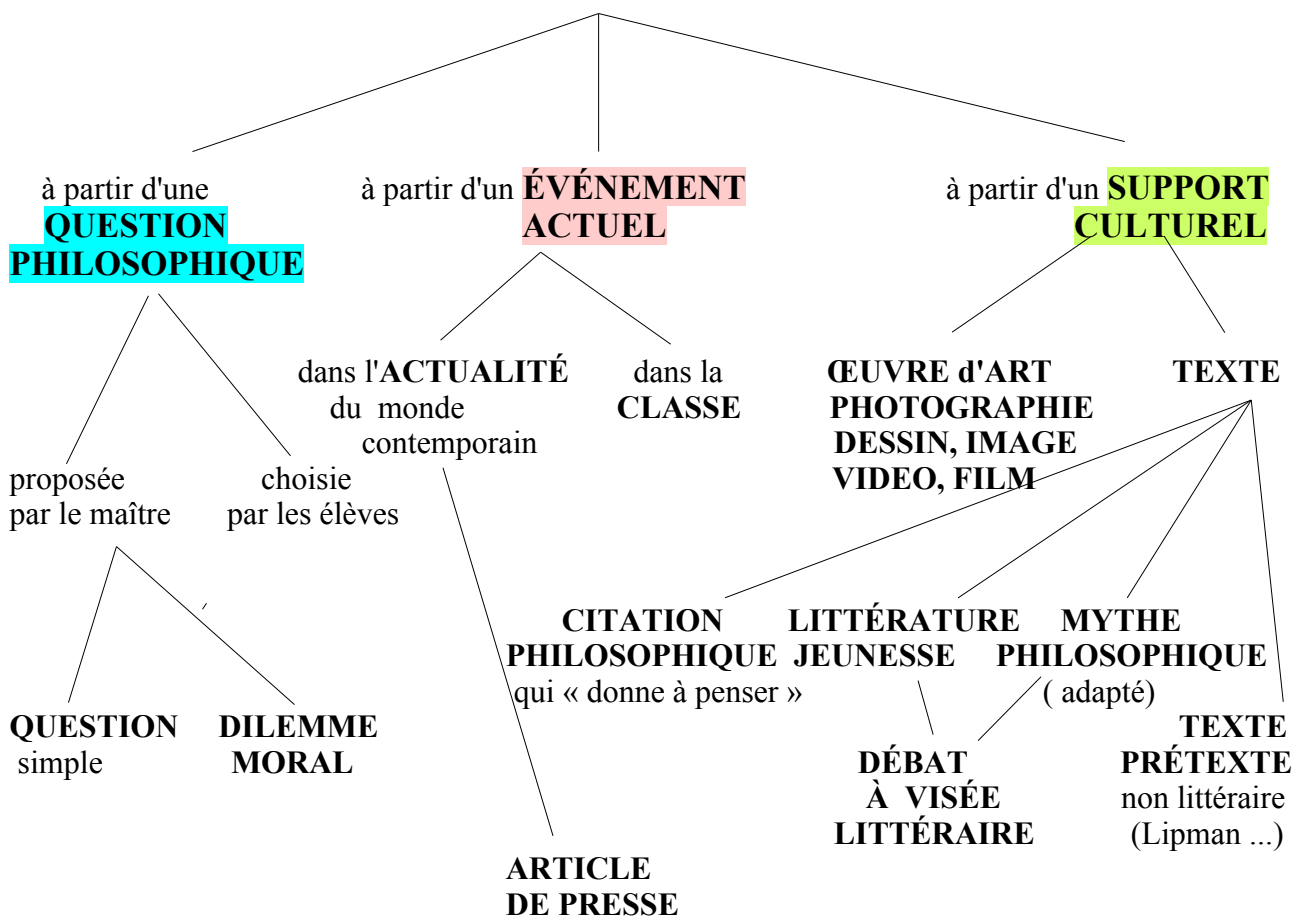 à partir d'une
QUESTION
PHILOSOPHIQUE
à partir d'un ÉVÉNEMENT
ACTUEL
à partir d'un SUPPORT
CULTUREL
proposée
par le maître
choisie
par les élèves
dans l'ACTUALITÉ
du monde
contemporain
dans la
CLASSE
ŒUVRE d'ART
PHOTOGRAPHIE
DESSIN, IMAGE
VIDEO, FILM
TEXTE
QUESTION
simple
DILEMME
MORAL
CITATION
PHILOSOPHIQUE
qui « donne à penser »
LITTÉRATURE
JEUNESSE
MYTHE
PHILOSOPHIQUE
( adapté)
DÉBAT
À VISÉE
LITTÉRAIRE
TEXTE
PRÉTEXTE
non littéraire
(Lipman ...)
ARTICLE
DE PRESSE